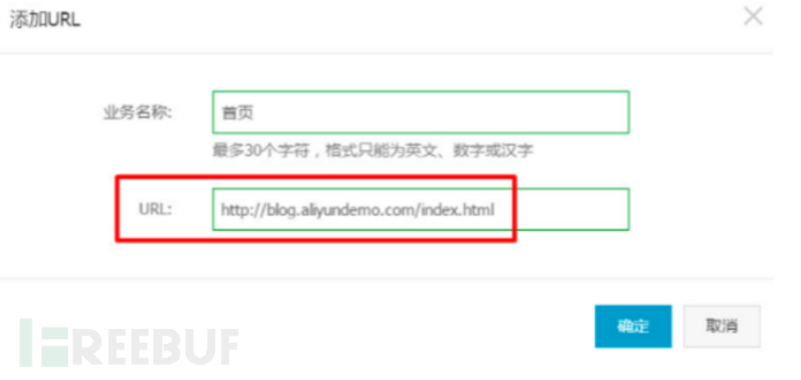 添加URL
业务名称: 首页
最多30个字符，格式只能为英文、数字或汉字
URL: http://blog.aliyundemo.com/index.html
确定 取消
FREEBUF